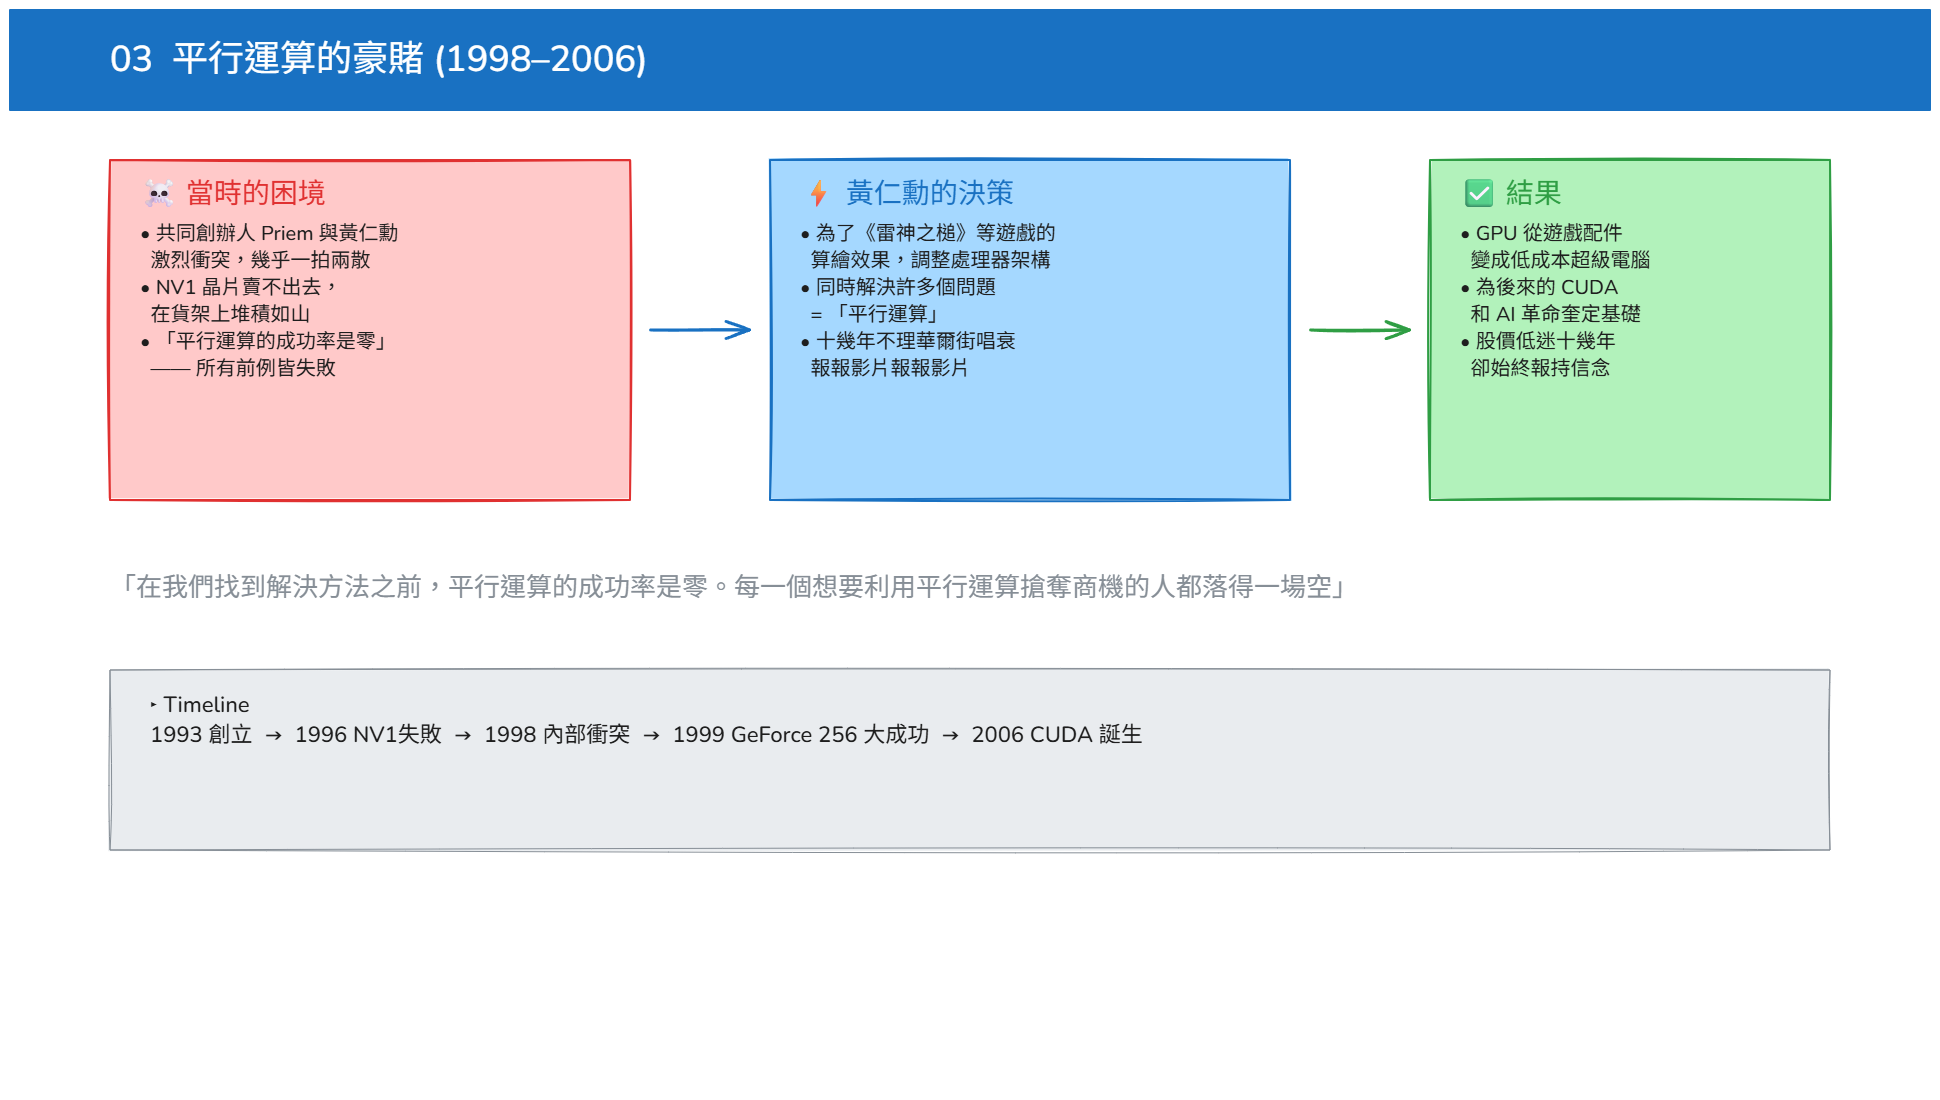 03 平行運算的豪賭 (1998–2006)
☠️ 當時的困境
• 共同創辦人 Priem 與黃仁勳
激烈衝突，幾乎一拍兩散
• NV1 晶片賣不出去，
在貨架上堆積如山
• 「平行運算的成功率是零」
—— 所有前例皆失敗
⚡ 黃仁勳的決策
• 為了《雷神之槌》等遊戲的
算繪效果，調整處理器架構
• 同時解決許多個問題
= 「平行運算」
• 十幾年不理華爾街唱衰
報報影片報報影片
✅ 結果
• GPU 從遊戲配件
變成低成本超級電腦
• 為後來的 CUDA
和 AI 革命奎定基礎
• 股價低迷十幾年
卻始終報持信念
「在我們找到解決方法之前，平行運算的成功率是零。每一個想要利用平行運算搶奪商機的人都落得一場空」
‣ Timeline
1993 創立 → 1996 NV1失敗 → 1998 內部衝突 → 1999 GeForce 256 大成功 → 2006 CUDA 誕生